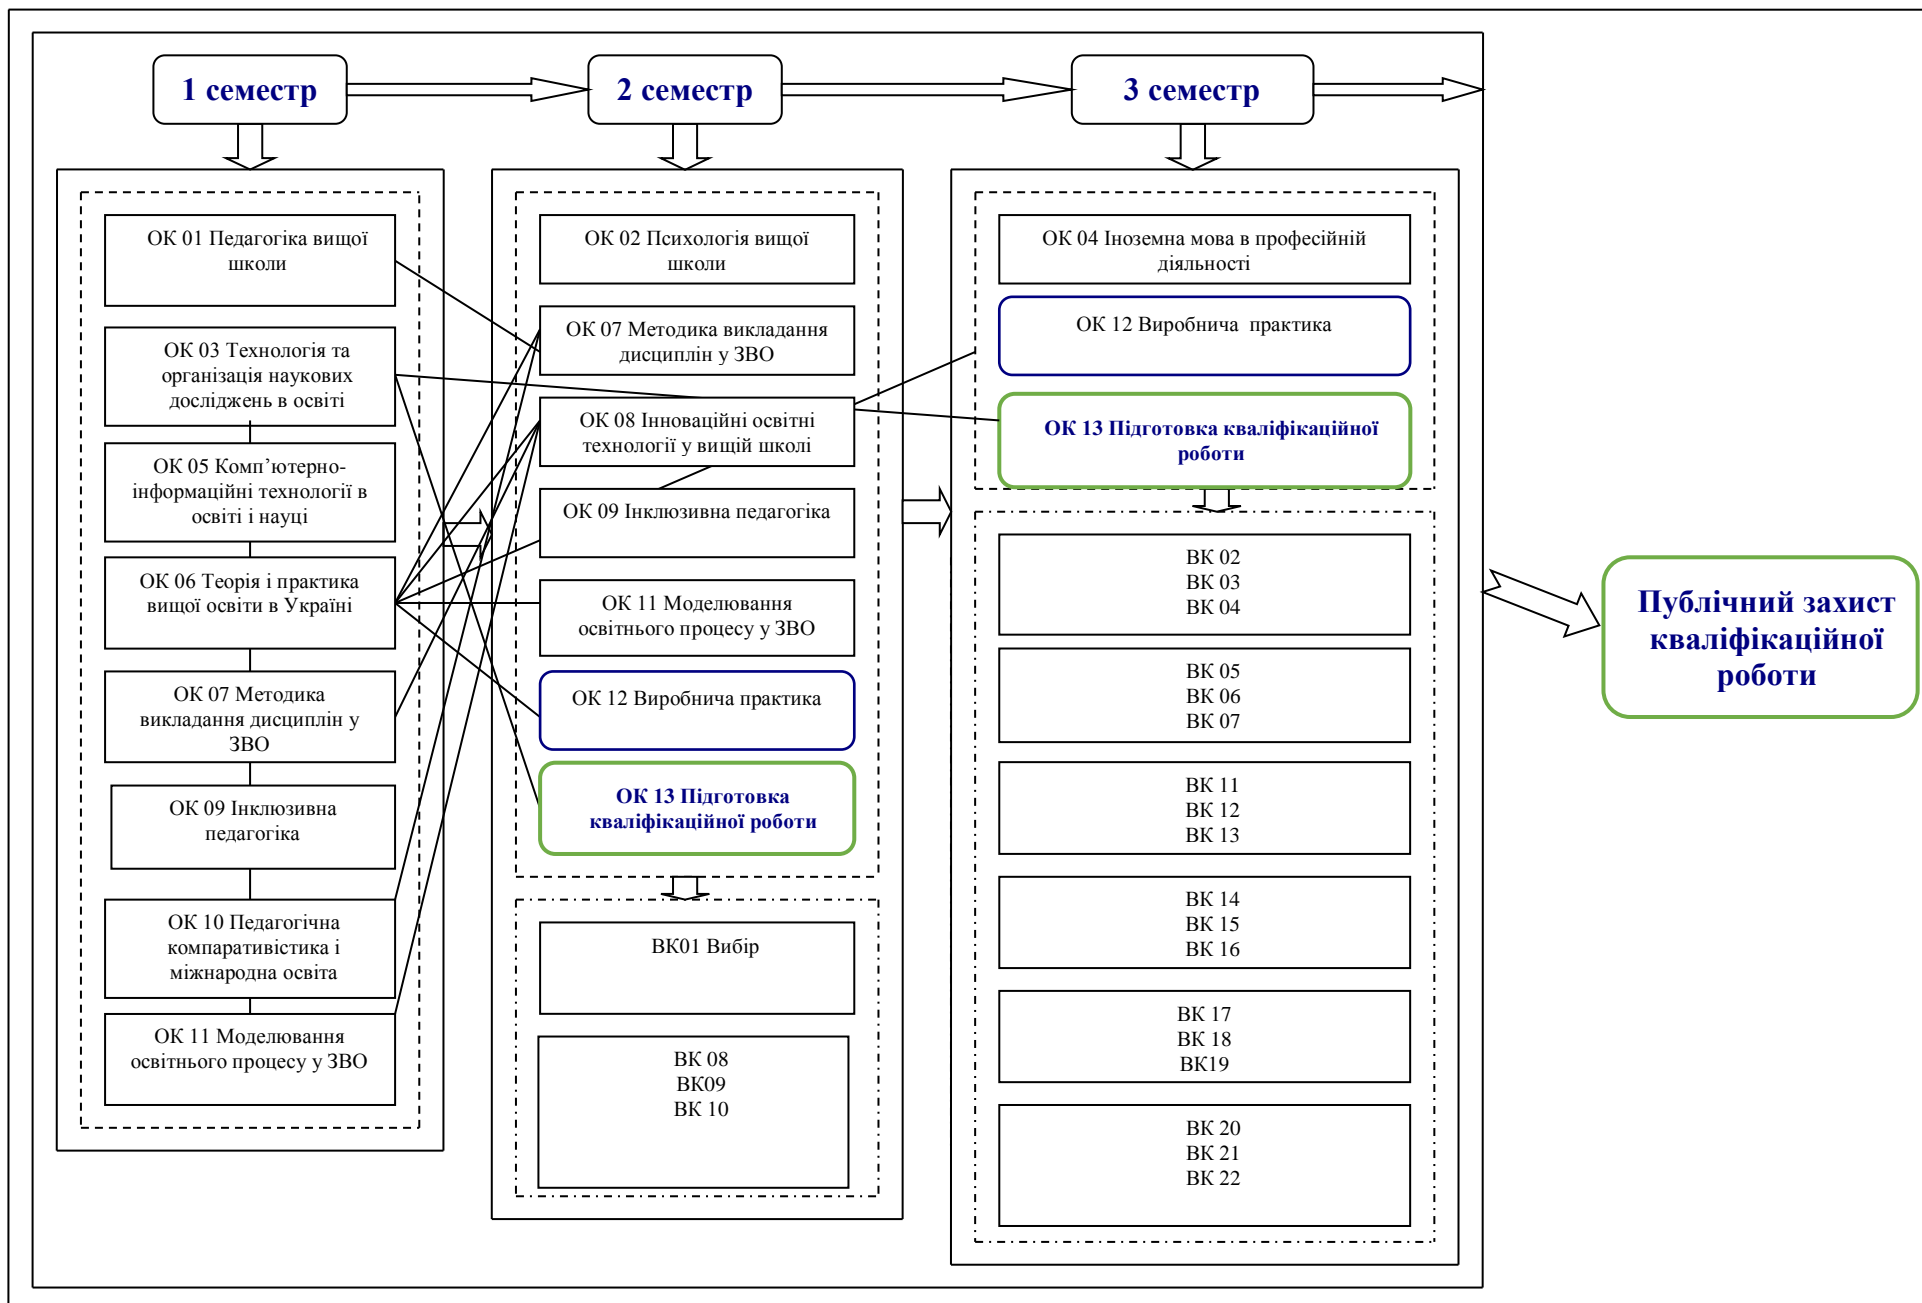 1 семестр
2 семестр
3 семестр
ОК 01 Педагогіка вищої
школи
ОК 03 Технологія та
організація наукових
досліджень в освіті
ОК 05 Комп’ютерно-
інформаційні технології в
освіті і науці
ОК 06 Теорія і практика
вищої освіти в Україні
ОК 07 Методика
викладання дисциплін у
ЗВО
ОК 09 Інклюзивна
педагогіка
ОК 10 Педагогічна
компаративістика і
міжнародна освіта
ОК 11 Моделювання
освітнього процесу у ЗВО
ОК 02 Психологія вищої
школи
ОК 07 Методика викладання
дисциплін у ЗВО
ОК 08 Інноваційні освітні
технології у вищій школі
ОК 09 Інклюзивна педагогіка
ОК 11 Моделювання
освітнього процесу у ЗВО
ОК 12 Виробнича практика
ОК 13 Підготовка
кваліфікаційної роботи
ВК01 Вибір
ВК 08
ВК09
ВК 10
ОК 04 Іноземна мова в професійній
діяльності
ОК 12 Виробнича практика
ОК 13 Підготовка кваліфікаційної
роботи
ВК 02
ВК 03
ВК 04
ВК 05
ВК 06
ВК 07
ВК 11
ВК 12
ВК 13
ВК 14
ВК 15
ВК 16
ВК 17
ВК 18
ВК19
ВК 20
ВК 21
ВК 22
Публічний захист
кваліфікаційної
роботи